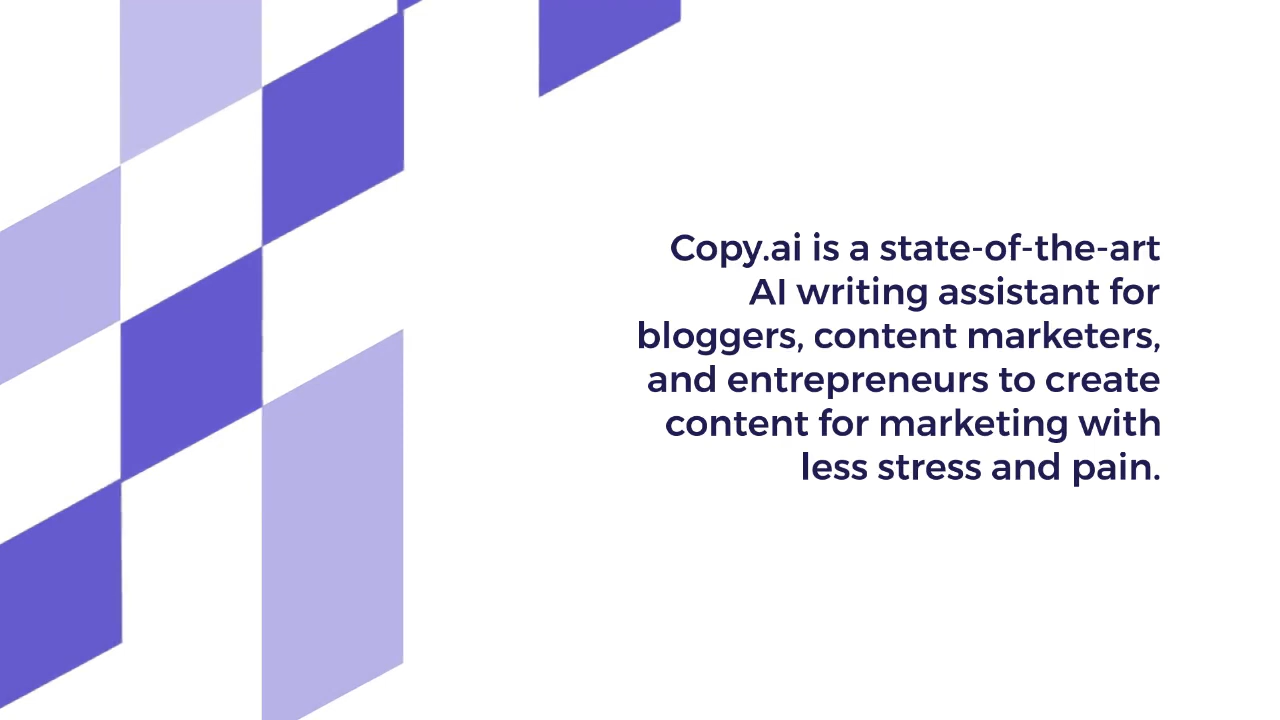 Copy.ai is a state-of-the-art
AI writing assistant for
bloggers, content marketers,
and entrepreneurs to create
content for marketing with
less stress and pain.